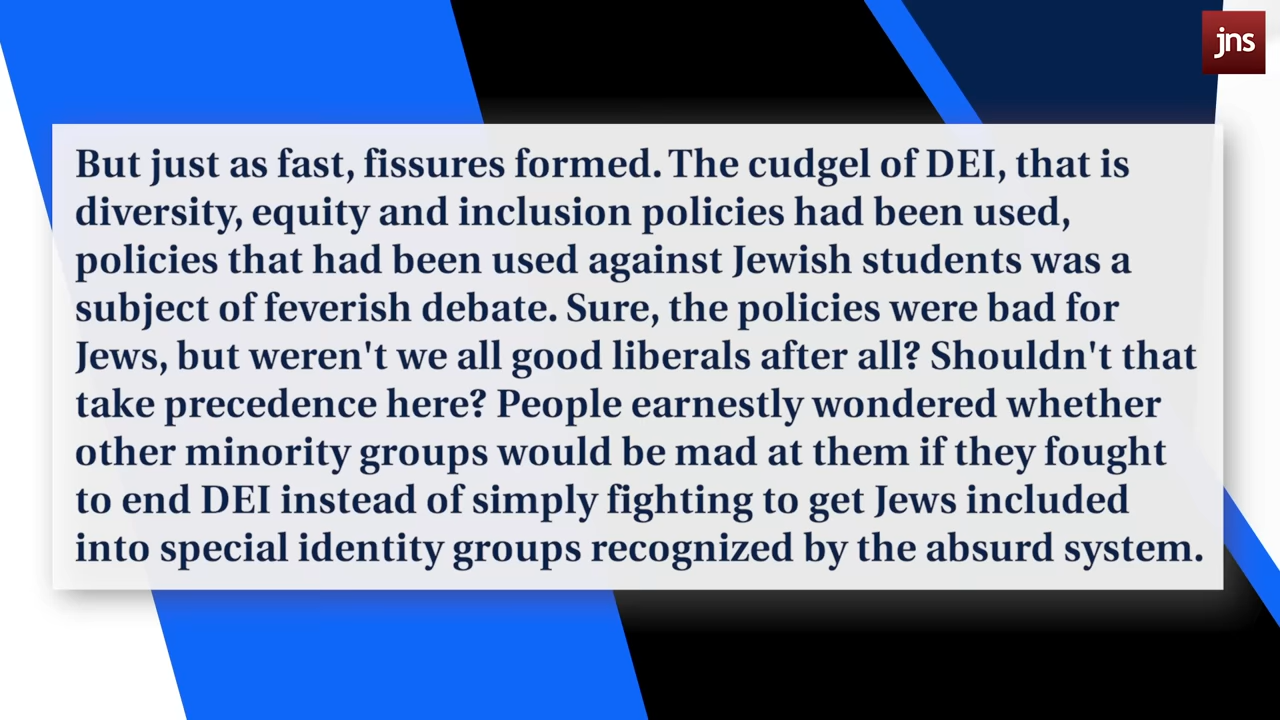 jns
But just as fast, fissures formed. The cudgel of DEI, that is
diversity, equity and inclusion policies had been used,
policies that had been used against Jewish students was a
subject of feverish debate. Sure, the policies were bad for
Jews, but weren't we all good liberals after all? Shouldn't that
take precedence here? People earnestly wondered whether
other minority groups would be mad at them if they fought
to end DEI instead of simply fighting to get Jews included
into special identity groups recognized by the absurd system.